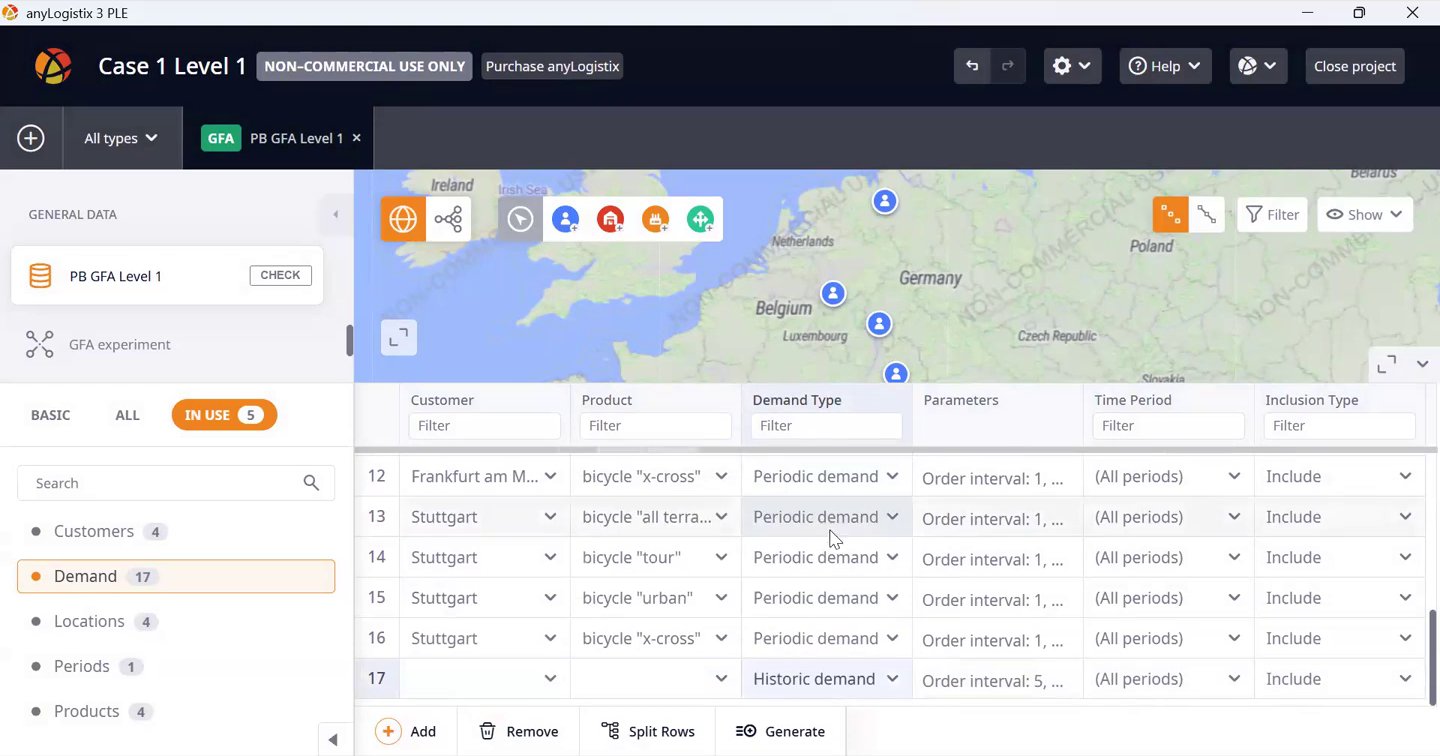 anyLogistix 3 PLE
Case 1 Level 1 NON-COMMERCIAL USE ONLY Purchase anyLogistix Help Close project
All types GFA PB GFA Level 1
GENERAL DATA
PB GFA Level 1 CHECK
GFA experiment
BASIC ALL IN USE 5
Search
Customers 4
Demand 17
Locations 4
Periods 1
Products 4
Ireland
Irish Sea
Belarus
Filter Show
Netherlands
Poland
Germany
Belgium
Luxembourg
Czech Republic
Slovakia
Customer Product Demand Type Parameters Time Period Inclusion Type
Filter Filter Filter Filter Filter
12 Frankfurt am M... bicycle "x-cross" Periodic demand Order interval: 1, ... (All periods) Include
13 Stuttgart bicycle "all terra... Periodic demand Order interval: 1, ... (All periods) Include
14 Stuttgart bicycle "tour" Periodic demand Order interval: 1, ... (All periods) Include
15 Stuttgart bicycle "urban" Periodic demand Order interval: 1, ... (All periods) Include
16 Stuttgart bicycle "x-cross" Periodic demand Order interval: 1, ... (All periods) Include
17 Historic demand Order interval: 5, ... (All periods) Include
Add Remove Split Rows Generate